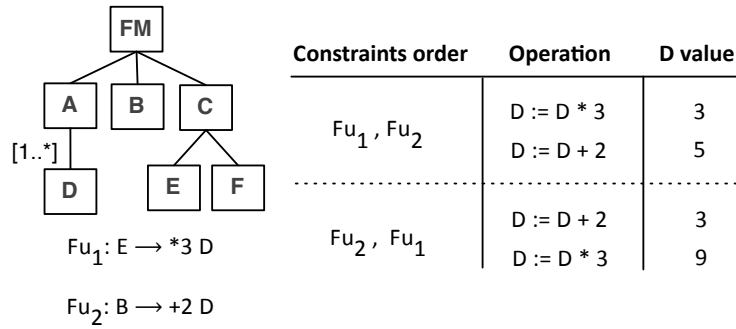 FM
A B C
[1..*]
D E F
Fu1: E → *3 D
Fu2: B → +2 D
Constraints order Operation D value
Fu1 , Fu2
D := D * 3 3
D := D + 2 5
Fu2 , Fu1
D := D + 2 3
D := D * 3 9